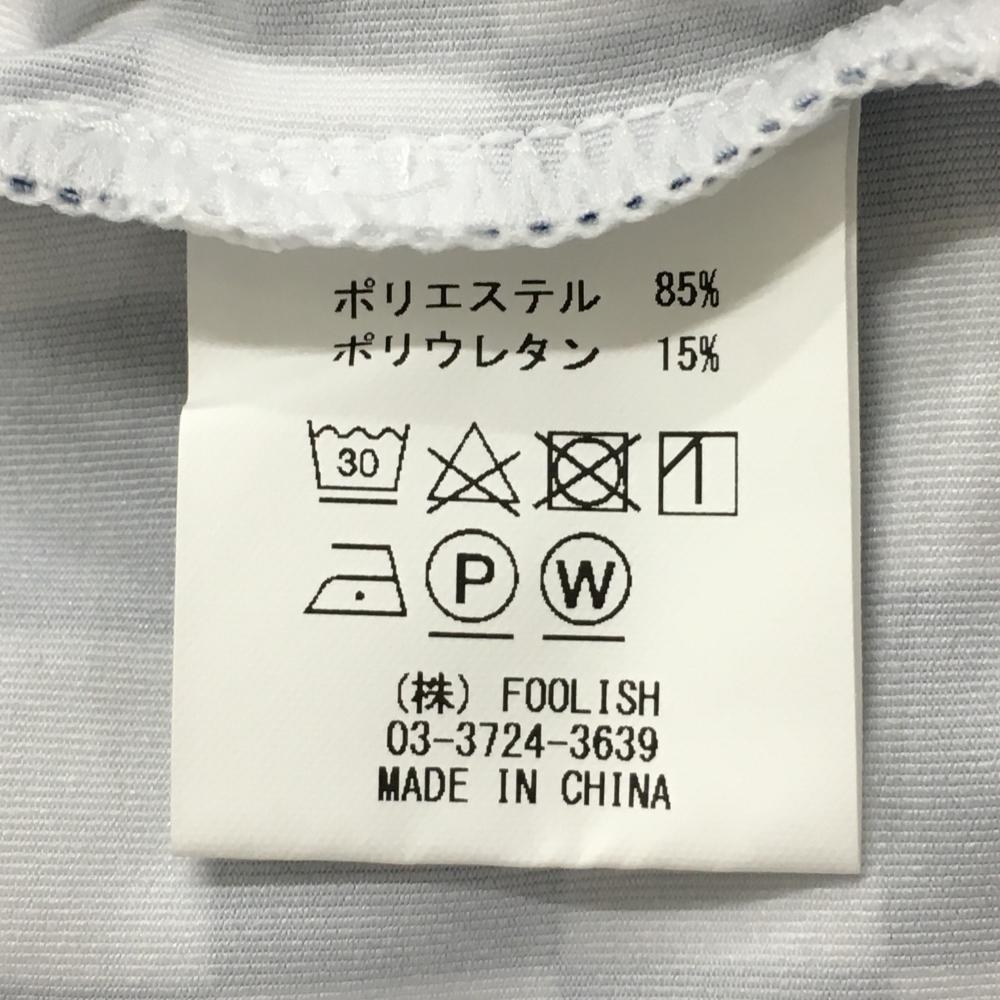 ポリエステル 85%
ポリウレタン 15%
30
P W
(株) FOOLISH
03-3724-3639
MADE IN CHINA